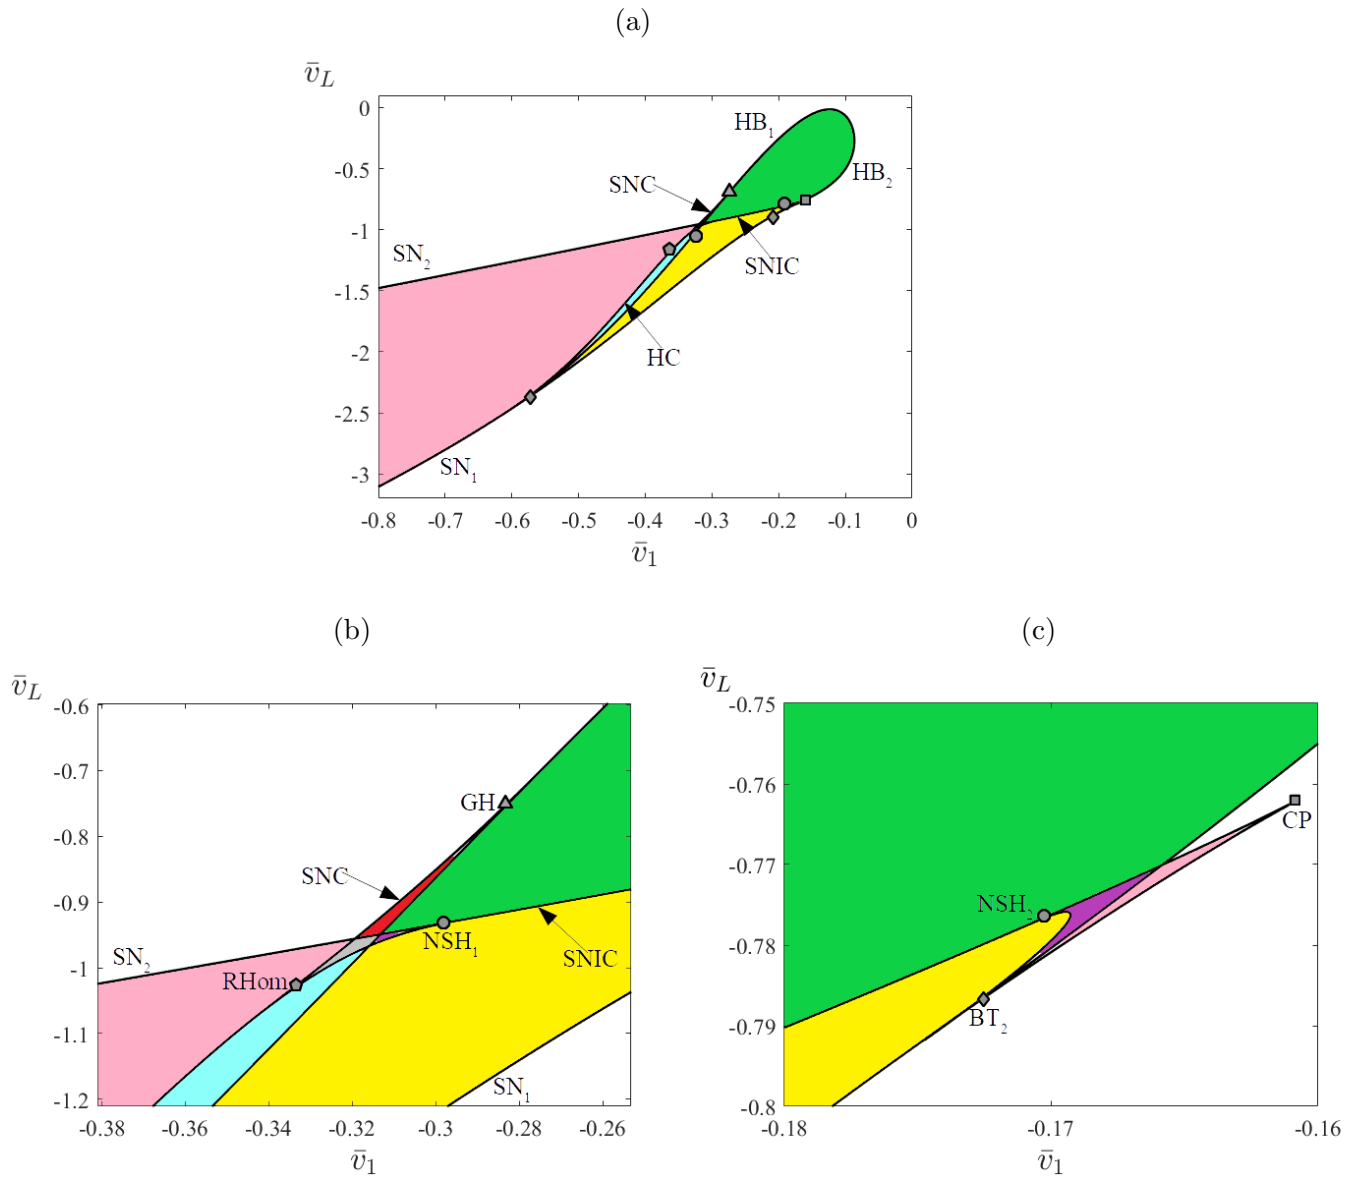 (a)
v̄_L
0
-0.5
-1
-1.5
-2
-2.5
-3
HB₁
HB₂
SNC
SN₂
SNIC
HC
SN₁
-0.8 -0.7 -0.6 -0.5 -0.4 -0.3 -0.2 -0.1 0
v̄₁
(b)
v̄_L
-0.6
-0.7
-0.8
-0.9
-1
-1.1
-1.2
GH
SNC
SN₂
NSH₁
SNIC
RHom
SN₁
-0.38 -0.36 -0.34 -0.32 -0.3 -0.28 -0.26
v̄₁
(c)
v̄_L
-0.75
-0.76
-0.77
-0.78
-0.79
-0.8
CP
NSH₂
BT₂
-0.18 -0.17 -0.16
v̄₁